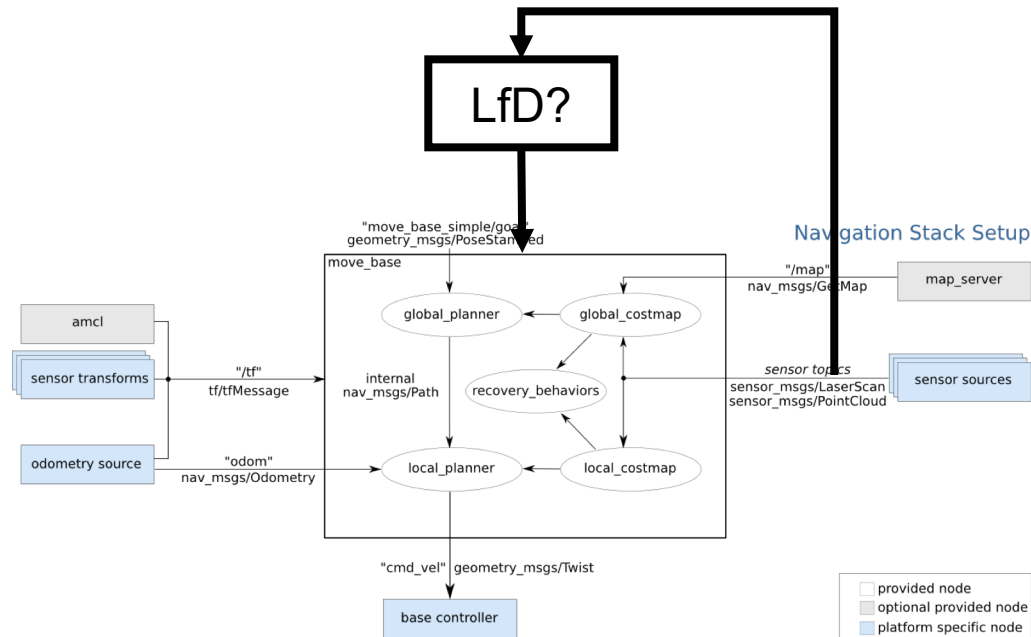 LfD?
"move_base_simple/goal"
geometry_msgs/PoseStamped
Navigation Stack Setup
move_base
"/map"
nav_msgs/GetMap
map_server
amcl
global_planner
global_costmap
sensor transforms
"/tf"
tf/tfMessage
internal
nav_msgs/Path
recovery_behaviors
sensor topics
sensor_msgs/LaserScan
sensor_msgs/PointCloud
sensor sources
odometry source
"odom"
nav_msgs/Odometry
local_planner
local_costmap
"cmd_vel" geometry_msgs/Twist
base controller
provided node
optional provided node
platform specific node